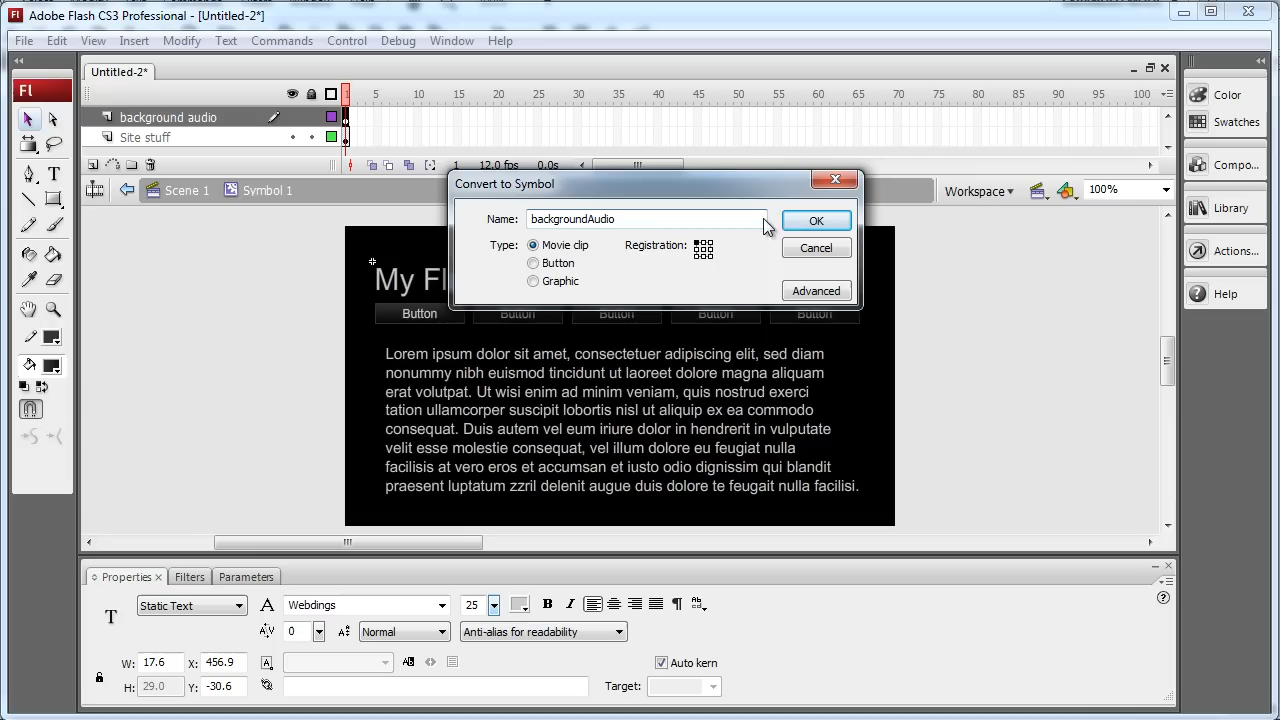 Adobe Flash CS3 Professional - [Untitled-2*]
File Edit View Insert Modify Text Commands Control Debug Window Help
Fl
Untitled-2*
1 5 10 15 20 25 30 35 40 45 50 55 60 65 70 75 80 85 90 95 100
background audio
Site stuff
1 12.0 fps 0.0s
Scene 1 Symbol 1 Workspace 100%
Color
Swatches
Compo...
Library
Actions...
Help
Convert to Symbol
Name: backgroundAudio OK
Type: Movie clip Registration: Cancel
Button
Graphic
Advanced
My Fl
Button Button Button Button Button
Lorem ipsum dolor sit amet, consectetuer adipiscing elit, sed diam
nonummy nibh euismod tincidunt ut laoreet dolore magna aliquam
erat volutpat. Ut wisi enim ad minim veniam, quis nostrud exerci
tation ullamcorper suscipit lobortis nisl ut aliquip ex ea commodo
consequat. Duis autem vel eum iriure dolor in hendrerit in vulputate
velit esse molestie consequat, vel illum dolore eu feugiat nulla
facilisis at vero eros et accumsan et iusto odio dignissim qui blandit
praesent luptatum zzril delenit augue duis dolore te feugait nulla facilisi.
Properties Filters Parameters
T Static Text A Webdings 25 B I
A|V 0 Normal Anti-alias for readability
W: 17.6 X: 456.9 Auto kern
H: 29.0 Y: -30.6 Target: